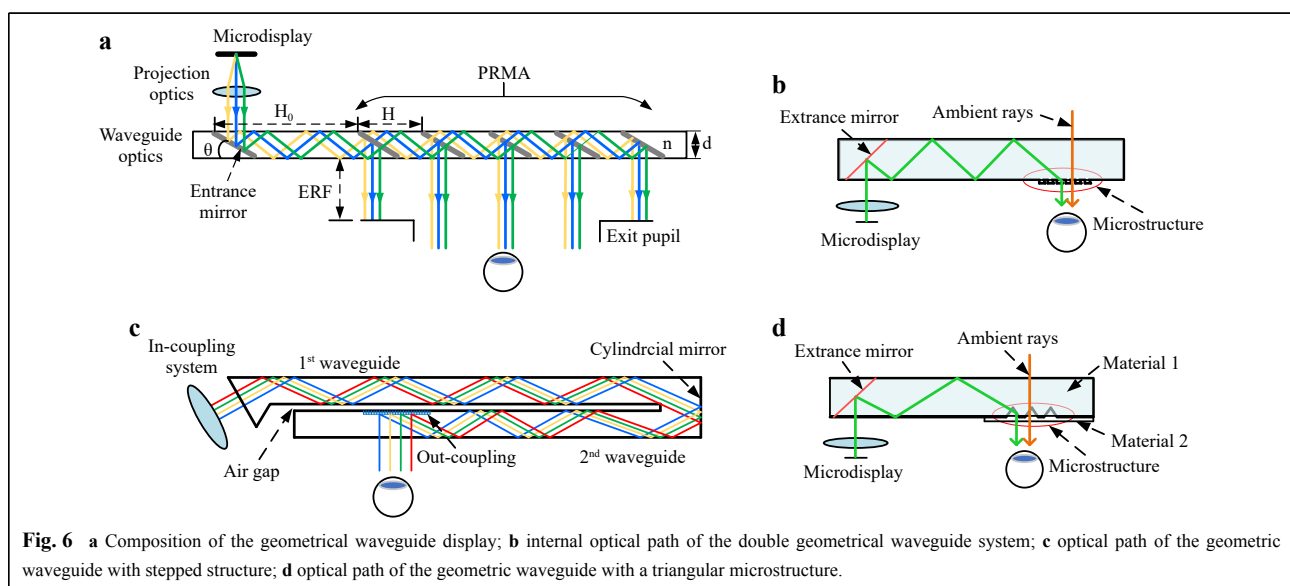 a
Microdisplay
Projection
optics
PRMA
H₀
H
Waveguide
optics
θ
n
d
Entrance
mirror
ERF
Exit pupil
b
Extrance mirror
Ambient rays
Microdisplay
Microstructure
c
In-coupling
system
1st waveguide
Cylindrcial mirror
Air gap
Out-coupling
2nd waveguide
d
Extrance mirror
Ambient rays
Material 1
Material 2
Microdisplay
Microstructure
Fig. 6 a Composition of the geometrical waveguide display; b internal optical path of the double geometrical waveguide system; c optical path of the geometric
waveguide with stepped structure; d optical path of the geometric waveguide with a triangular microstructure.